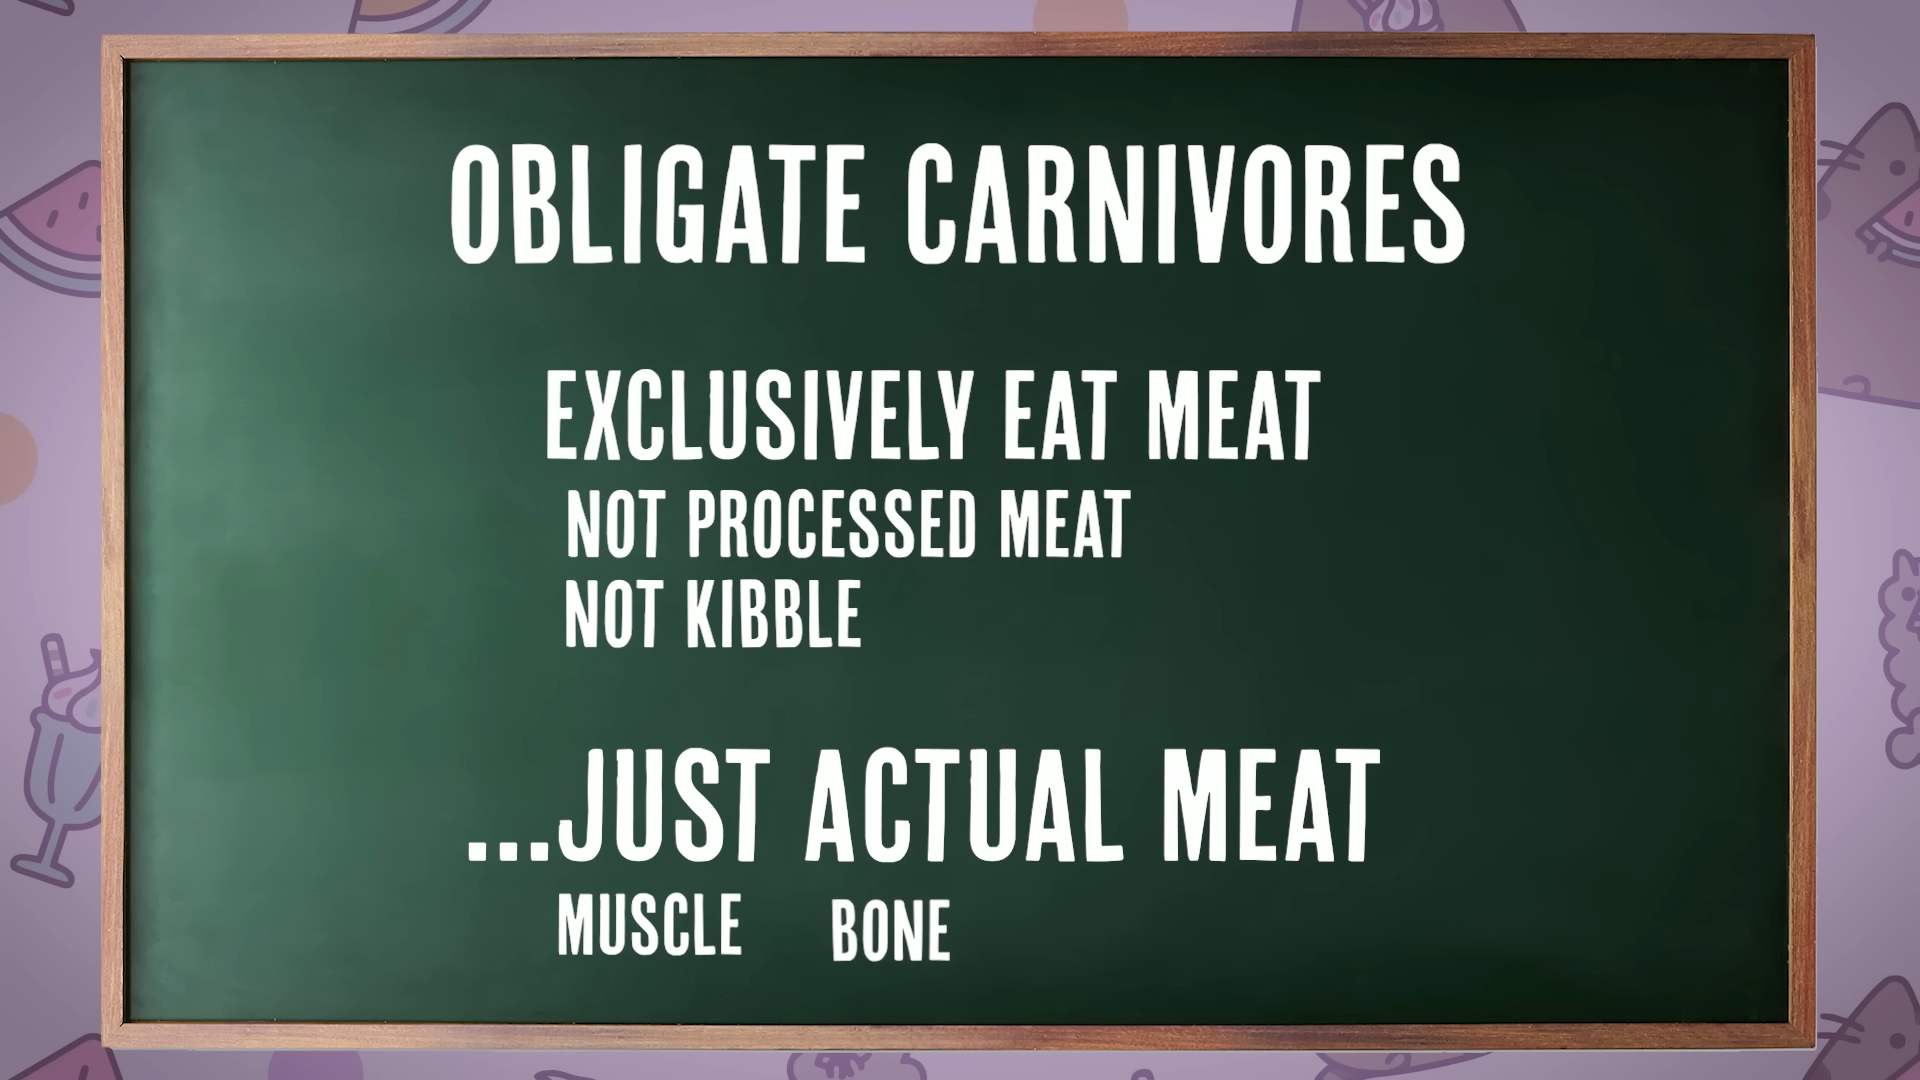 OBLIGATE CARNIVORES
EXCLUSIVELY EAT MEAT
NOT PROCESSED MEAT
NOT KIBBLE
...JUST ACTUAL MEAT
MUSCLE BONE